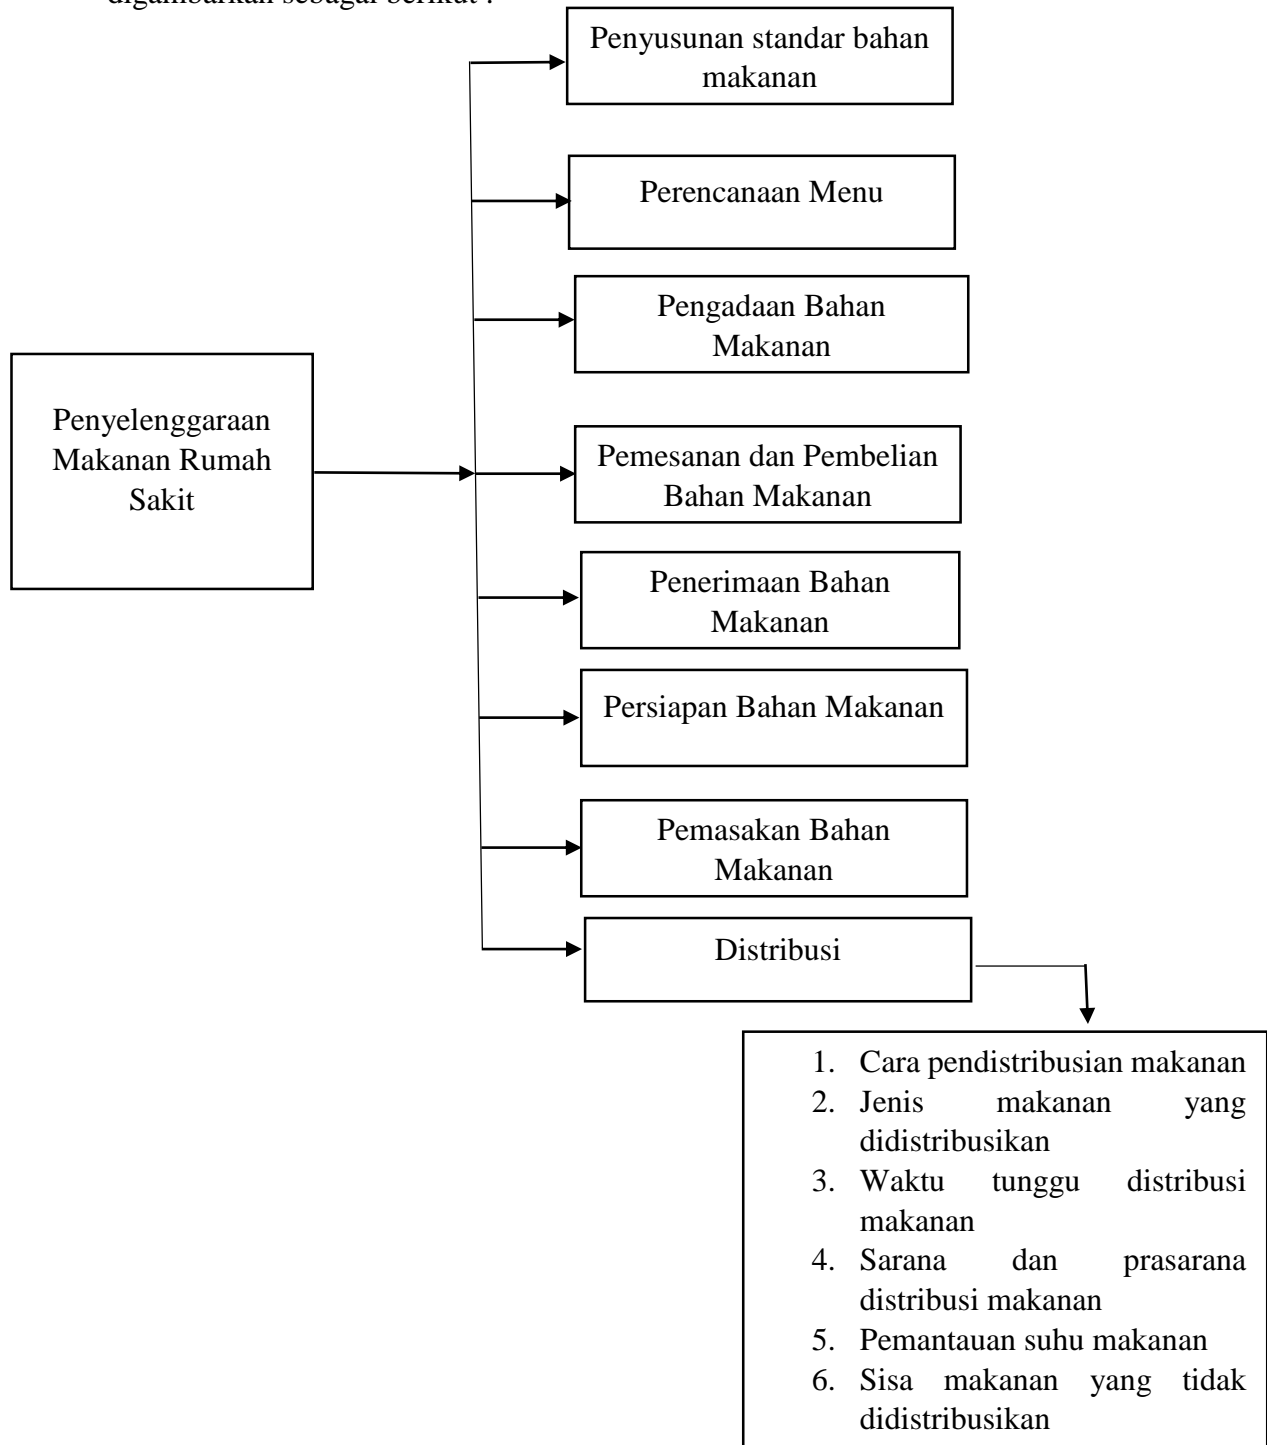 digambarkan sebagai berikut :
Penyusunan standar bahan
makanan
Perencanaan Menu
Pengadaan Bahan
Makanan
Penyelenggaraan
Makanan Rumah
Sakit
Pemesanan dan Pembelian
Bahan Makanan
Penerimaan Bahan
Makanan
Persiapan Bahan Makanan
Pemasakan Bahan
Makanan
Distribusi
1. Cara pendistribusian makanan
2. Jenis makanan yang
didistribusikan
3. Waktu tunggu distribusi
makanan
4. Sarana dan prasarana
distribusi makanan
5. Pemantauan suhu makanan
6. Sisa makanan yang tidak
didistribusikan